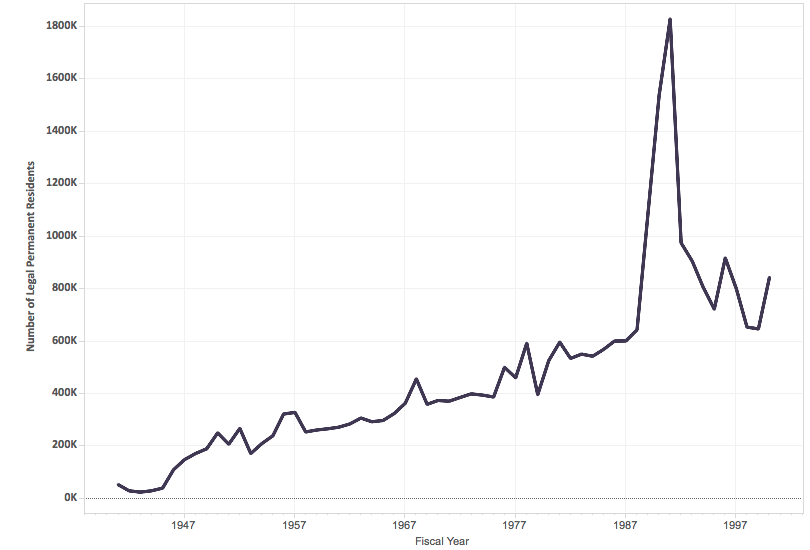 Number of Legal Permanent Residents
1800K
1600K
1400K
1200K
1000K
800K
600K
400K
200K
0K
1947 1957 1967 1977 1987 1997
Fiscal Year